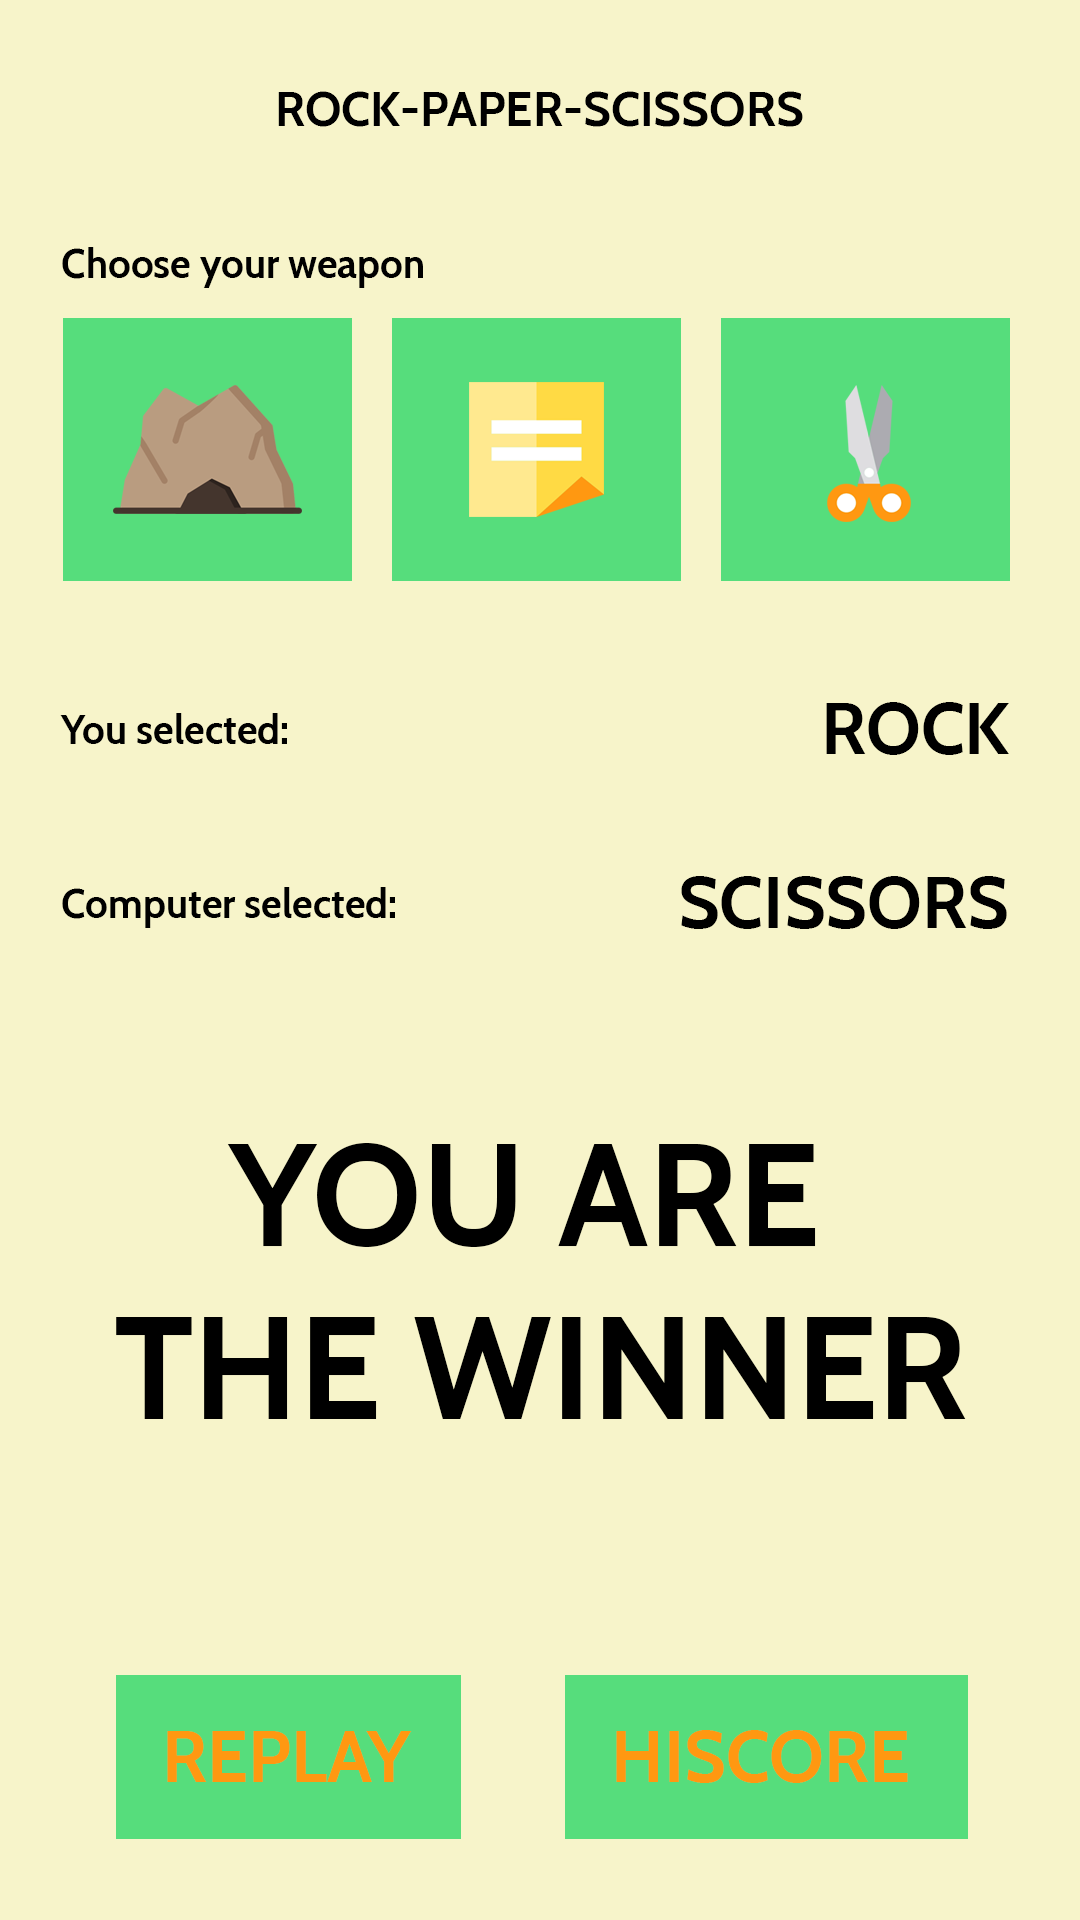 ROCK-PAPER-SCISSORS
Choose your weapon
You selected:
ROCK
Computer selected:
SCISSORS
YOU ARE
THE WINNER
REPLAY
HISCORE